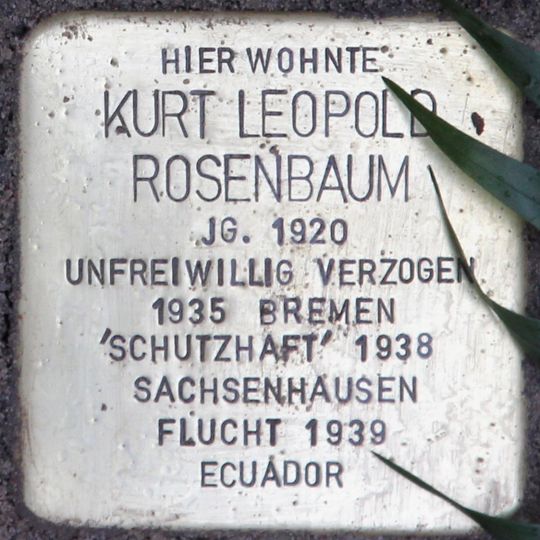 HIER WOHNTE
KURT LEOPOLD
ROSENBAUM
JG. 1920
UNFREIWILLIG VERZOGEN
1935 BREMEN
'SCHUTZHAFT' 1938
SACHSENHAUSEN
FLUCHT 1939
ECUADOR